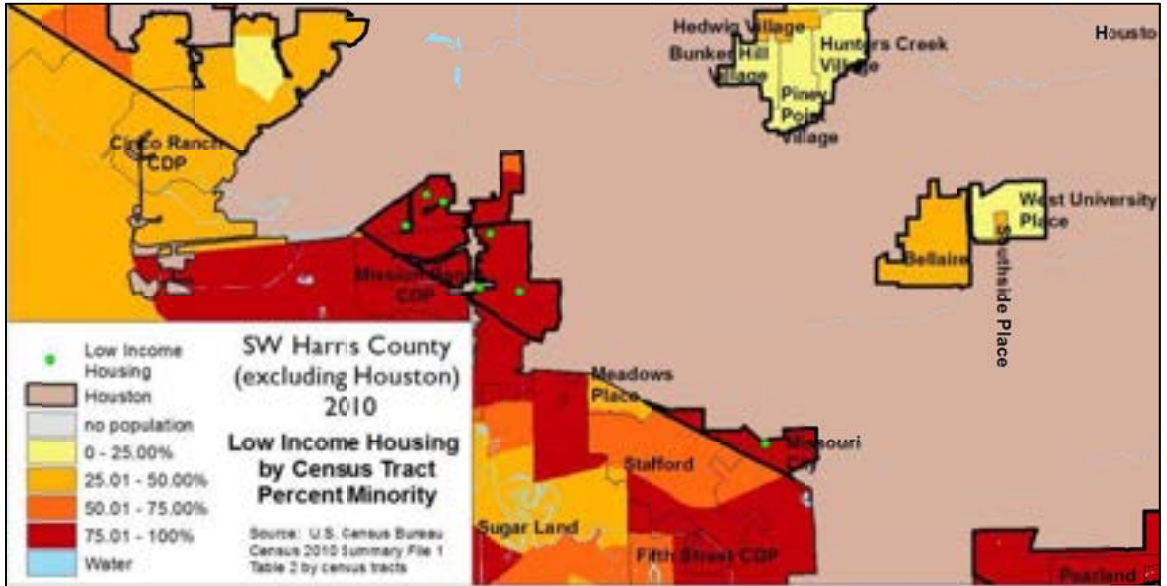 Hedwig Village
Bunker Hill
Village
Hunters Creek
Village
Piney
Point
Village
Housto
Cinco Ranch
CDP
West University
Place
Bellaire
Southside Place
Mission Bend
CDP
Meadows
Place
Missouri
City
Stafford
Sugar Land
Fifth Street CDP
Pearland
Low Income
Housing
Houston
no population
0 - 25.00%
25.01 - 50.00%
50.01 - 75.00%
75.01 - 100%
Water
SW Harris County
(excluding Houston)
2010
Low Income Housing
by Census Tract
Percent Minority
Source: U.S. Census Bureau
Census 2010 Summary File 1
Table 2 by census tracts